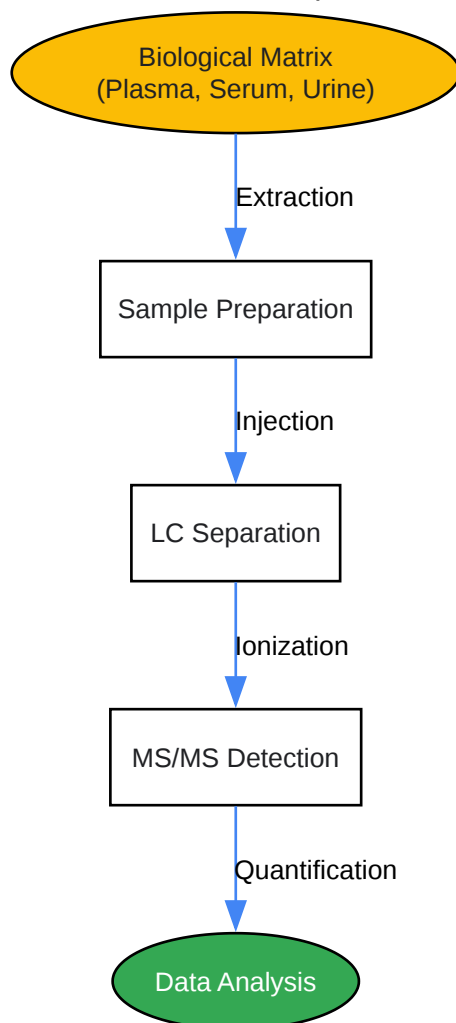 Biological Matrix
(Plasma, Serum, Urine)
Extraction
Sample Preparation
Injection
LC Separation
Ionization
MS/MS Detection
Quantification
Data Analysis